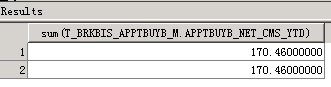 Results
sum(T_BRKBIS_APPTBUYB_M.APPTBUYB_NET_CMS_YTD)
1 170.46000000
2 170.46000000